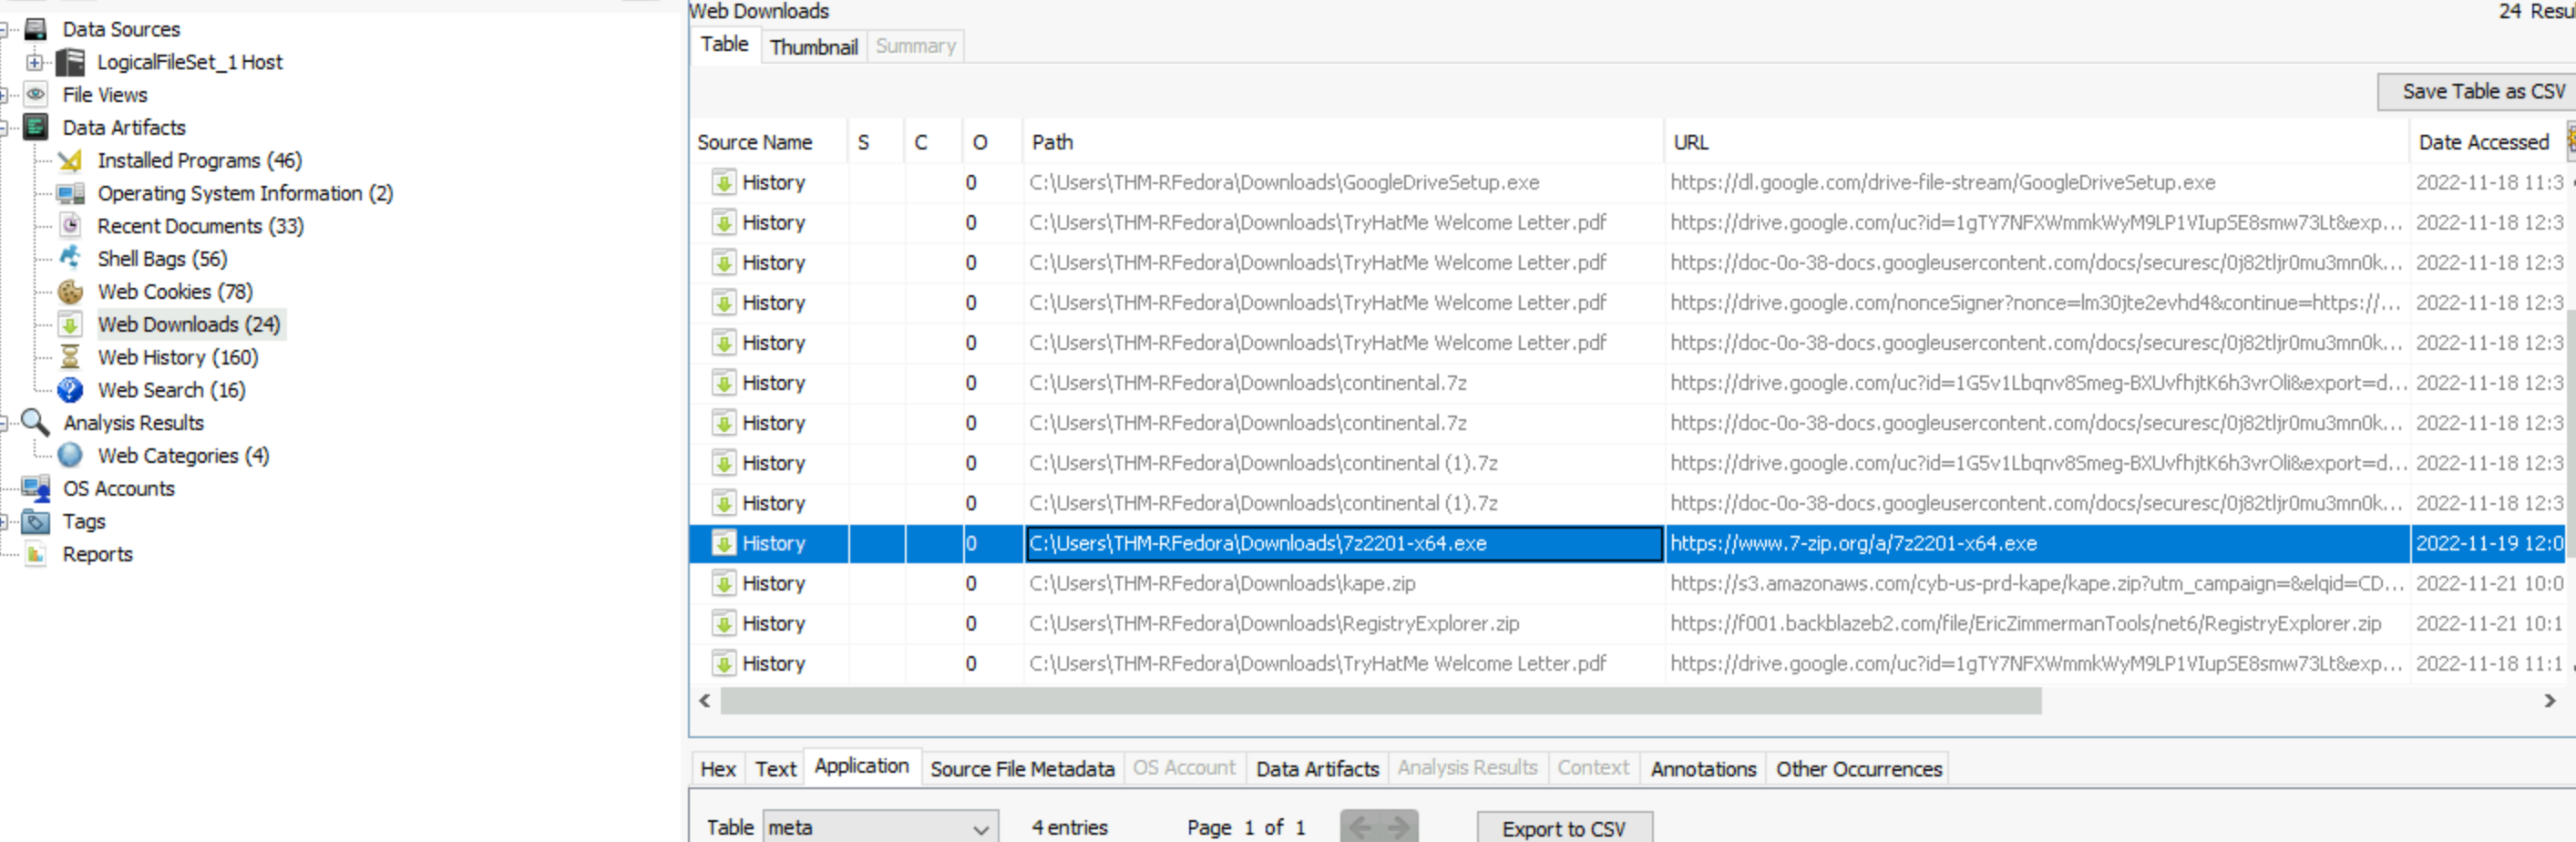 Data Sources
LogicalFileSet_1 Host
File Views
Data Artifacts
Installed Programs (46)
Operating System Information (2)
Recent Documents (33)
Shell Bags (56)
Web Cookies (78)
Web Downloads (24)
Web History (160)
Web Search (16)
Analysis Results
Web Categories (4)
OS Accounts
Tags
Reports
Web Downloads 24 Resu
Table Thumbnail Summary
Save Table as CSV
Source Name S C O Path URL Date Accessed
History 0 C:\Users\THM-RFedora\Downloads\GoogleDriveSetup.exe https://dl.google.com/drive-file-stream/GoogleDriveSetup.exe 2022-11-18 11:3
History 0 C:\Users\THM-RFedora\Downloads\TryHatMe Welcome Letter.pdf https://drive.google.com/uc?id=1gTY7NFXWmmkWyM9LP1VIupSE8smw73Lt&exp... 2022-11-18 12:3
History 0 C:\Users\THM-RFedora\Downloads\TryHatMe Welcome Letter.pdf https://doc-0o-38-docs.googleusercontent.com/docs/securesc/0j82tljr0mu3mn0k... 2022-11-18 12:3
History 0 C:\Users\THM-RFedora\Downloads\TryHatMe Welcome Letter.pdf https://drive.google.com/nonceSigner?nonce=lm30jte2evhd4&continue=https://... 2022-11-18 12:3
History 0 C:\Users\THM-RFedora\Downloads\TryHatMe Welcome Letter.pdf https://doc-0o-38-docs.googleusercontent.com/docs/securesc/0j82tljr0mu3mn0k... 2022-11-18 12:3
History 0 C:\Users\THM-RFedora\Downloads\continental.7z https://drive.google.com/uc?id=1G5v1Lbqnv8Smeg-BXUvfhjtK6h3vrOli&export=d... 2022-11-18 12:3
History 0 C:\Users\THM-RFedora\Downloads\continental.7z https://doc-0o-38-docs.googleusercontent.com/docs/securesc/0j82tljr0mu3mn0k... 2022-11-18 12:3
History 0 C:\Users\THM-RFedora\Downloads\continental (1).7z https://drive.google.com/uc?id=1G5v1Lbqnv8Smeg-BXUvfhjtK6h3vrOli&export=d... 2022-11-18 12:3
History 0 C:\Users\THM-RFedora\Downloads\continental (1).7z https://doc-0o-38-docs.googleusercontent.com/docs/securesc/0j82tljr0mu3mn0k... 2022-11-18 12:3
History 0 C:\Users\THM-RFedora\Downloads\7z2201-x64.exe https://www.7-zip.org/a/7z2201-x64.exe 2022-11-19 12:0
History 0 C:\Users\THM-RFedora\Downloads\kape.zip https://s3.amazonaws.com/cyb-us-prd-kape/kape.zip?utm_campaign=&elqid=CD... 2022-11-21 10:0
History 0 C:\Users\THM-RFedora\Downloads\RegistryExplorer.zip https://f001.backblazeb2.com/file/EricZimmermanTools/net6/RegistryExplorer.zip 2022-11-21 10:1
History 0 C:\Users\THM-RFedora\Downloads\TryHatMe Welcome Letter.pdf https://drive.google.com/uc?id=1gTY7NFXWmmkWyM9LP1VIupSE8smw73Lt&exp... 2022-11-18 11:1
Hex Text Application Source File Metadata OS Account Data Artifacts Analysis Results Context Annotations Other Occurrences
Table meta 4 entries Page 1 of 1 Export to CSV